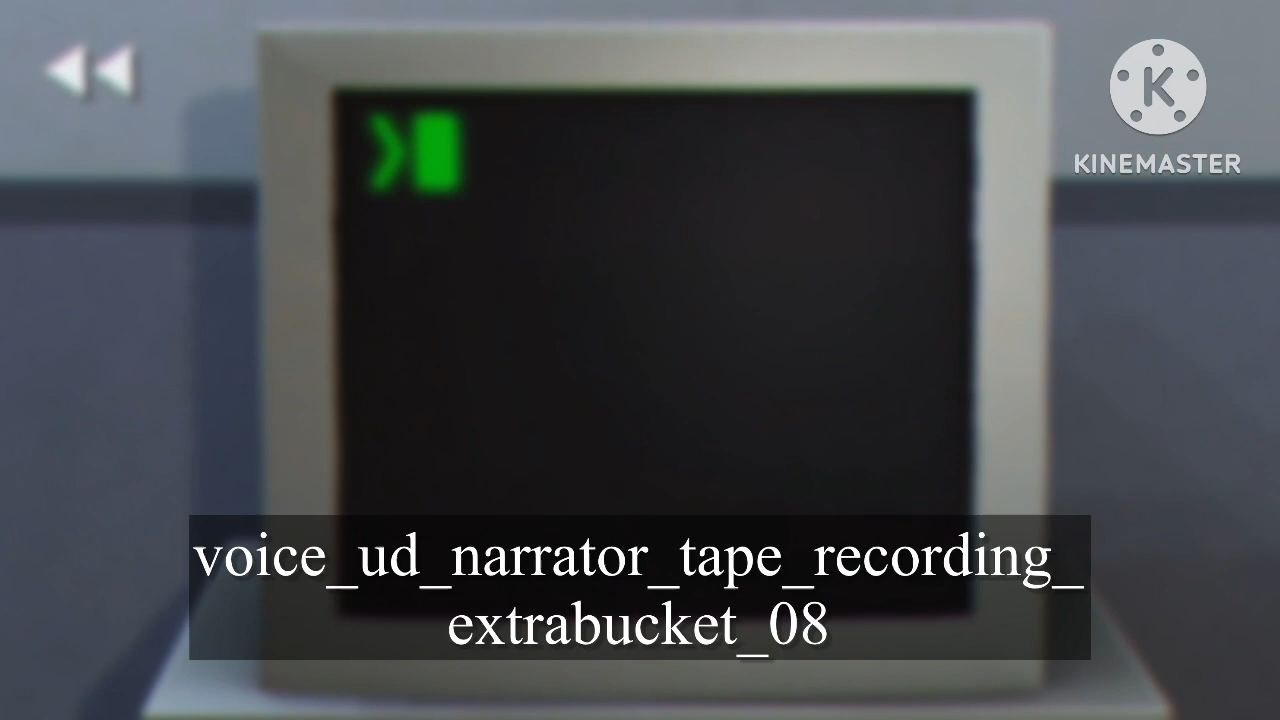 ❯█
K
KINEMASTER
voice_ud_narrator_tape_recording_
extrabucket_08